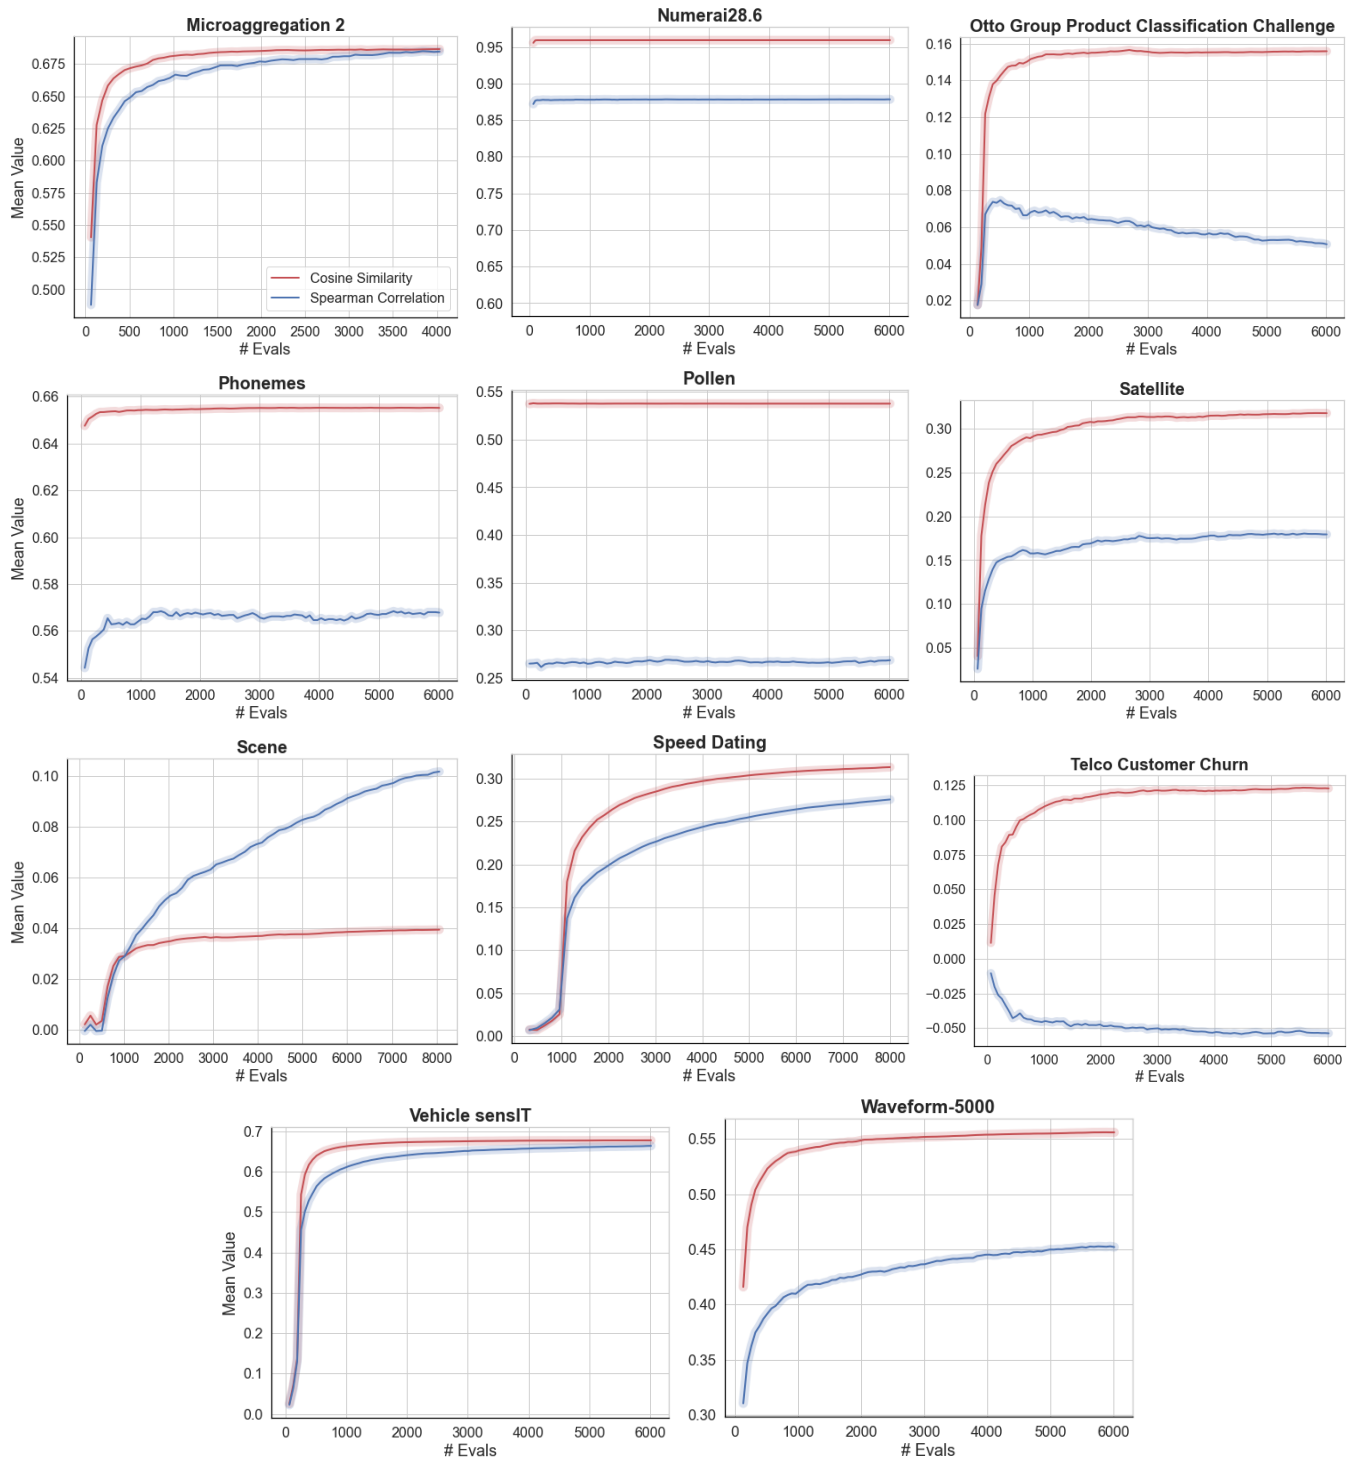 Microaggregation 2
Mean Value
0.675
0.650
0.625
0.600
0.575
0.550
0.525
0.500
Cosine Similarity
Spearman Correlation
0 500 1000 1500 2000 2500 3000 3500 4000
# Evals
Numerai28.6
0.95
0.90
0.85
0.80
0.75
0.70
0.65
0.60
0 1000 2000 3000 4000 5000 6000
# Evals
Otto Group Product Classification Challenge
0.16
0.14
0.12
0.10
0.08
0.06
0.04
0.02
0 1000 2000 3000 4000 5000 6000
# Evals
Phonemes
Mean Value
0.66
0.64
0.62
0.60
0.58
0.56
0.54
0 1000 2000 3000 4000 5000 6000
# Evals
Pollen
0.55
0.50
0.45
0.40
0.35
0.30
0.25
0 1000 2000 3000 4000 5000 6000
# Evals
Satellite
0.30
0.25
0.20
0.15
0.10
0.05
0 1000 2000 3000 4000 5000 6000
# Evals
Scene
Mean Value
0.10
0.08
0.06
0.04
0.02
0.00
0 1000 2000 3000 4000 5000 6000 7000 8000
# Evals
Speed Dating
0.30
0.25
0.20
0.15
0.10
0.05
0.00
0 1000 2000 3000 4000 5000 6000 7000 8000
# Evals
Telco Customer Churn
0.125
0.100
0.075
0.050
0.025
0.000
−0.025
−0.050
0 1000 2000 3000 4000 5000 6000
# Evals
Vehicle sensIT
Mean Value
0.7
0.6
0.5
0.4
0.3
0.2
0.1
0.0
0 1000 2000 3000 4000 5000 6000
# Evals
Waveform-5000
0.55
0.50
0.45
0.40
0.35
0.30
0 1000 2000 3000 4000 5000 6000
# Evals